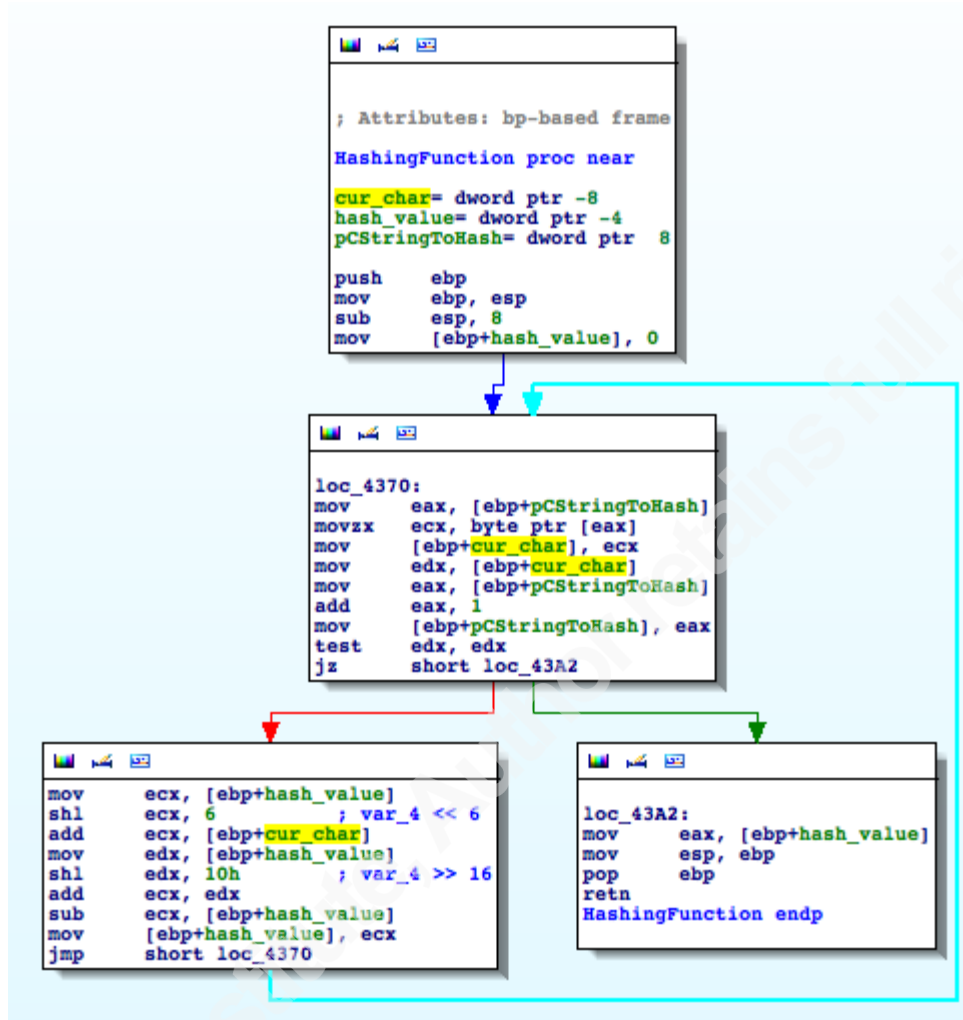 ; Attributes: bp-based frame
HashingFunction proc near
cur_char= dword ptr -8
hash_value= dword ptr -4
pCStringToHash= dword ptr  8
push    ebp
mov     ebp, esp
sub     esp, 8
mov     [ebp+hash_value], 0
loc_4370:
mov     eax, [ebp+pCStringToHash]
movzx   ecx, byte ptr [eax]
mov     [ebp+cur_char], ecx
mov     edx, [ebp+cur_char]
mov     eax, [ebp+pCStringToHash]
add     eax, 1
mov     [ebp+pCStringToHash], eax
test    edx, edx
jz      short loc_43A2
mov     ecx, [ebp+hash_value]
shl     ecx, 6          ; var_4 << 6
add     ecx, [ebp+cur_char]
mov     edx, [ebp+hash_value]
shl     edx, 10h        ; var_4 >> 16
add     ecx, edx
sub     ecx, [ebp+hash_value]
mov     [ebp+hash_value], ecx
jmp     short loc_4370
loc_43A2:
mov     eax, [ebp+hash_value]
mov     esp, ebp
pop     ebp
retn
HashingFunction endp